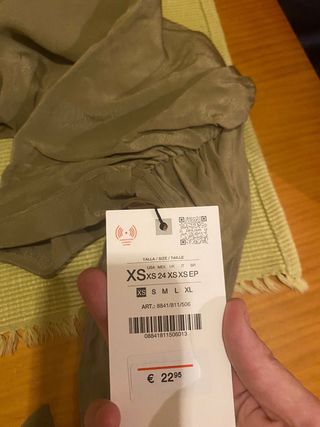 TALLA / SIZE / TAILLE
USA MEX UK IT BR
XS XS 24 XS XS EP
XS S M L XL
ART.: 8841/811/506
08841811506013
€ 22 95